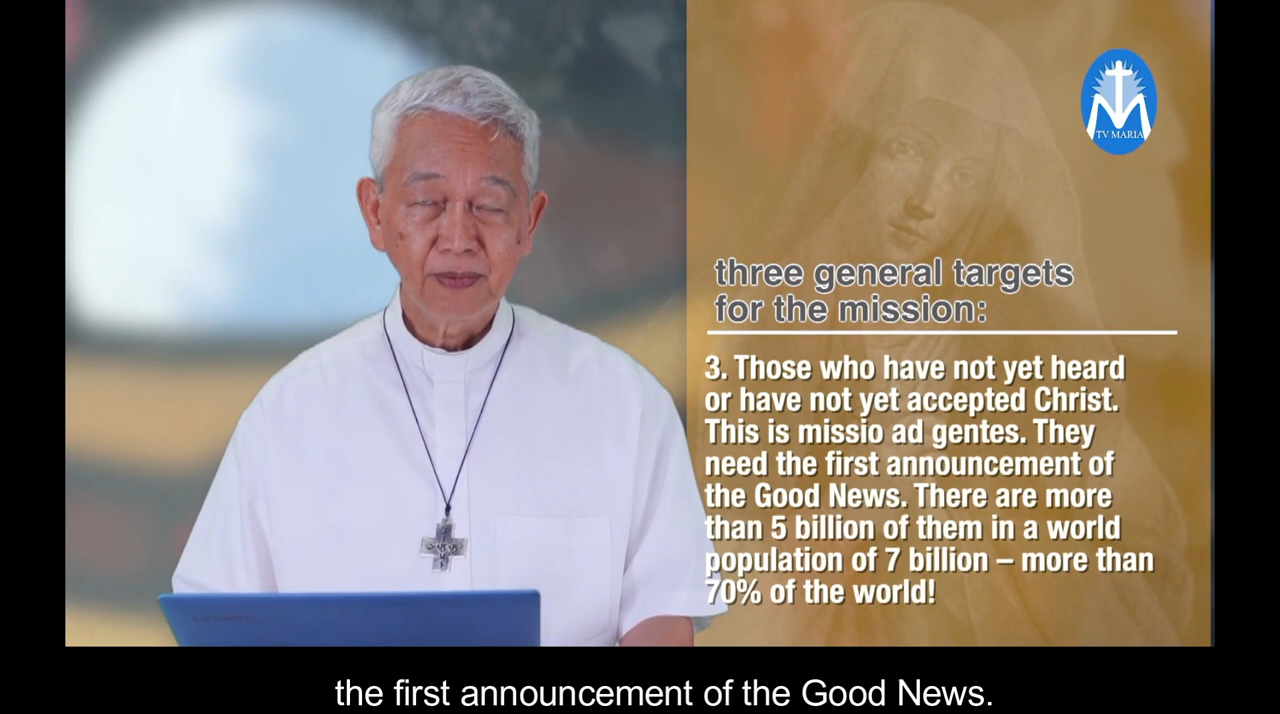 TV MARIA
three general targets
for the mission:
3. Those who have not yet heard
or have not yet accepted Christ.
This is missio ad gentes. They
need the first announcement of
the Good News. There are more
than 5 billion of them in a world
population of 7 billion – more than
70% of the world!
the first announcement of the Good News.